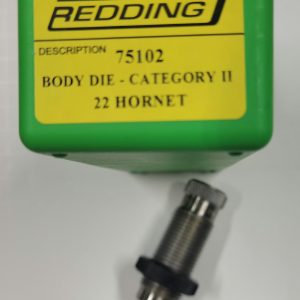 REDDING
DESCRIPTION 75102
BODY DIE - CATEGORY II
22 HORNET